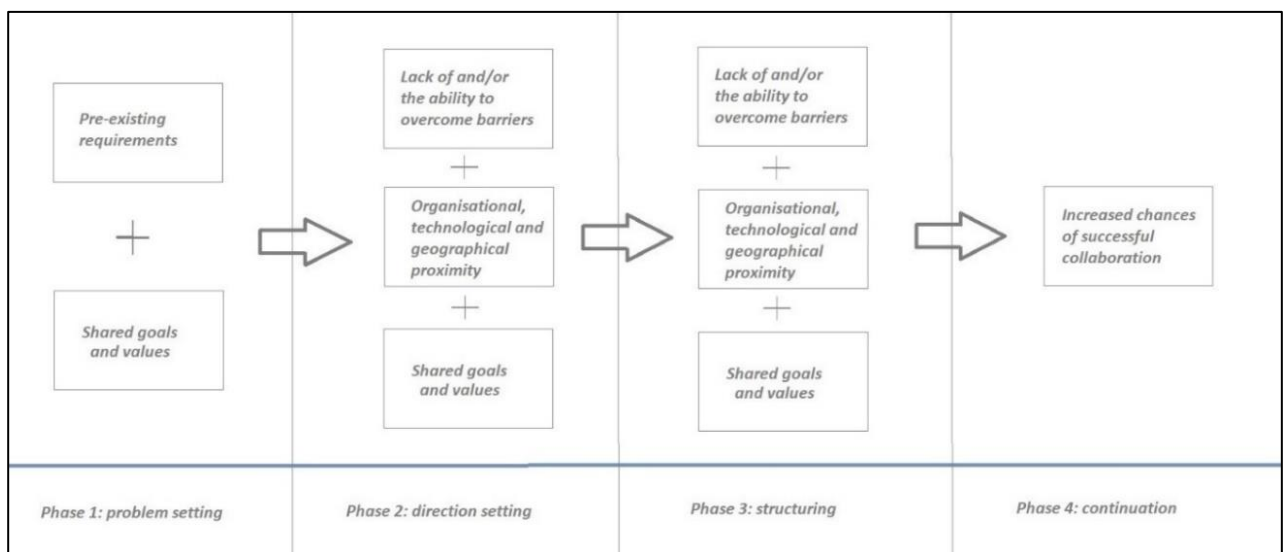 Pre-existing
requirements
+
Shared goals
and values
Lack of and/or
the ability to
overcome barriers
+
Organisational,
technological and
geographical
proximity
+
Shared goals
and values
Lack of and/or
the ability to
overcome barriers
+
Organisational,
technological and
geographical
proximity
+
Shared goals
and values
Increased chances
of successful
collaboration
Phase 1: problem setting
Phase 2: direction setting
Phase 3: structuring
Phase 4: continuation